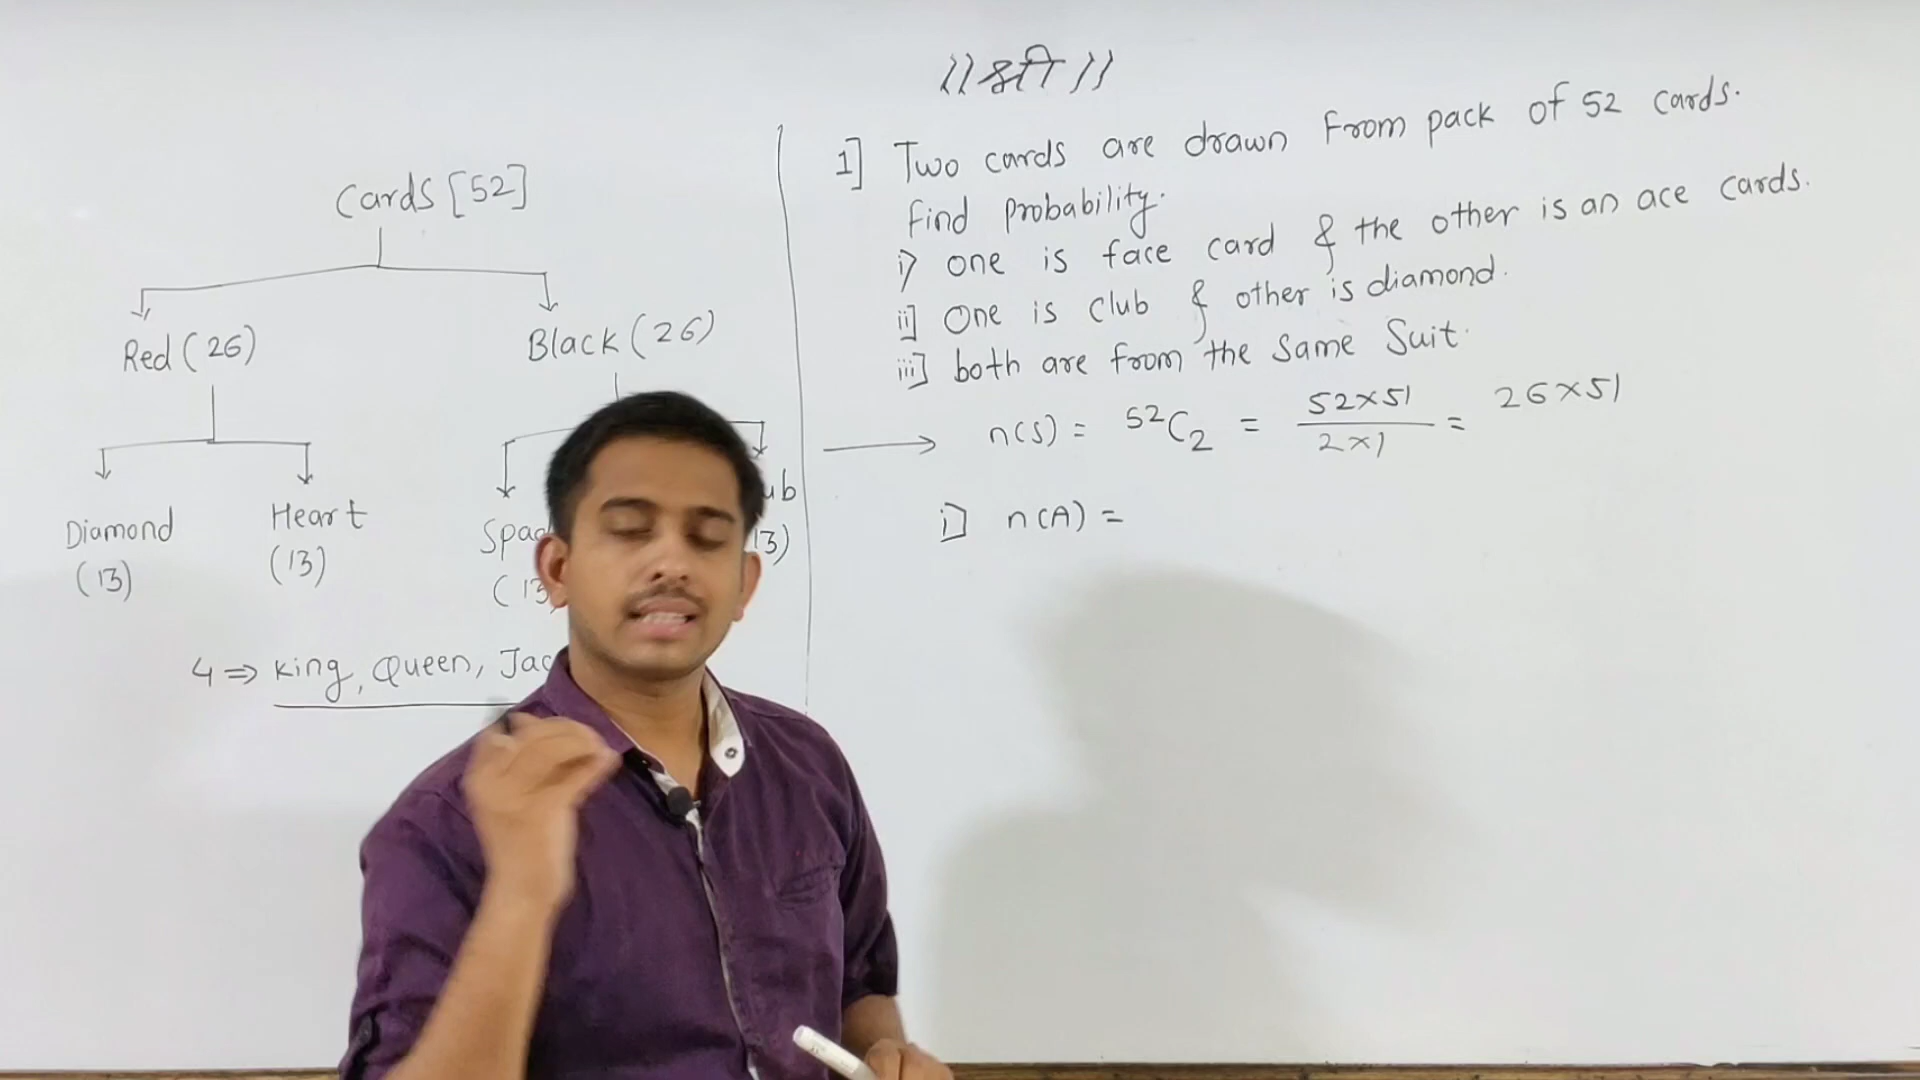 ॥ श्री ॥
Cards [52]
Red (26)
Black (26)
Diamond
(13)
Heart
(13)
4 ⇒ king, Queen,
1] Two cards are drawn From pack of 52 cards.
find probability.
i) one is face card & the other is an ace cards.
ii] One is club & other is diamond.
iii] both are from the same suit.
n(S) = ⁵²C₂ = 52×51 / 2×1 = 26×51
i] n(A) =